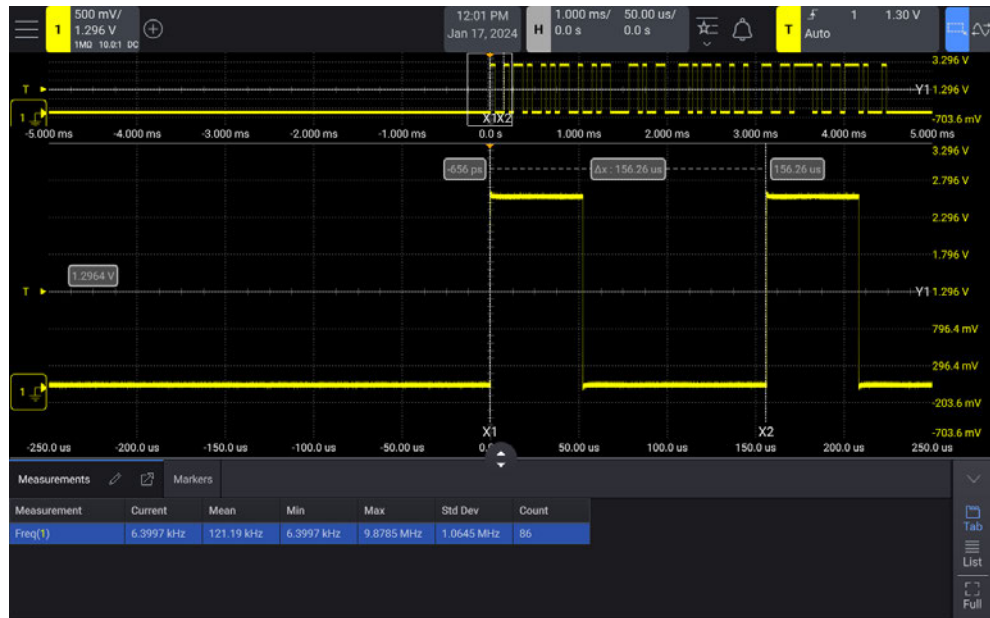 500 mV/
1 1.296 V
1MΩ 10.0:1 DC
12:01 PM
Jan 17, 2024
H 1.000 ms/ 50.00 us/
0.0 s 0.0 s
T 1 1.30 V
Auto
3.296 V
T Y1 1.296 V
1 X1X2 -703.6 mV
-5.000 ms -4.000 ms -3.000 ms -2.000 ms -1.000 ms 0.0 s 1.000 ms 2.000 ms 3.000 ms 4.000 ms 5.000 ms
3.296 V
-656 ps Δx : 156.26 us 156.26 us
2.796 V
2.296 V
1.796 V
1.2964 V
T Y1 1.296 V
796.4 mV
296.4 mV
1
-203.6 mV
X1 X2 -703.6 mV
-250.0 us -200.0 us -150.0 us -100.0 us -50.00 us 0. 50.00 us 100.0 us 150.0 us 200.0 us 250.0 us
Measurements Markers
Measurement Current Mean Min Max Std Dev Count
Freq(1) 6.3997 kHz 121.19 kHz 6.3997 kHz 9.8785 MHz 1.0645 MHz 86
Tab
List
Full